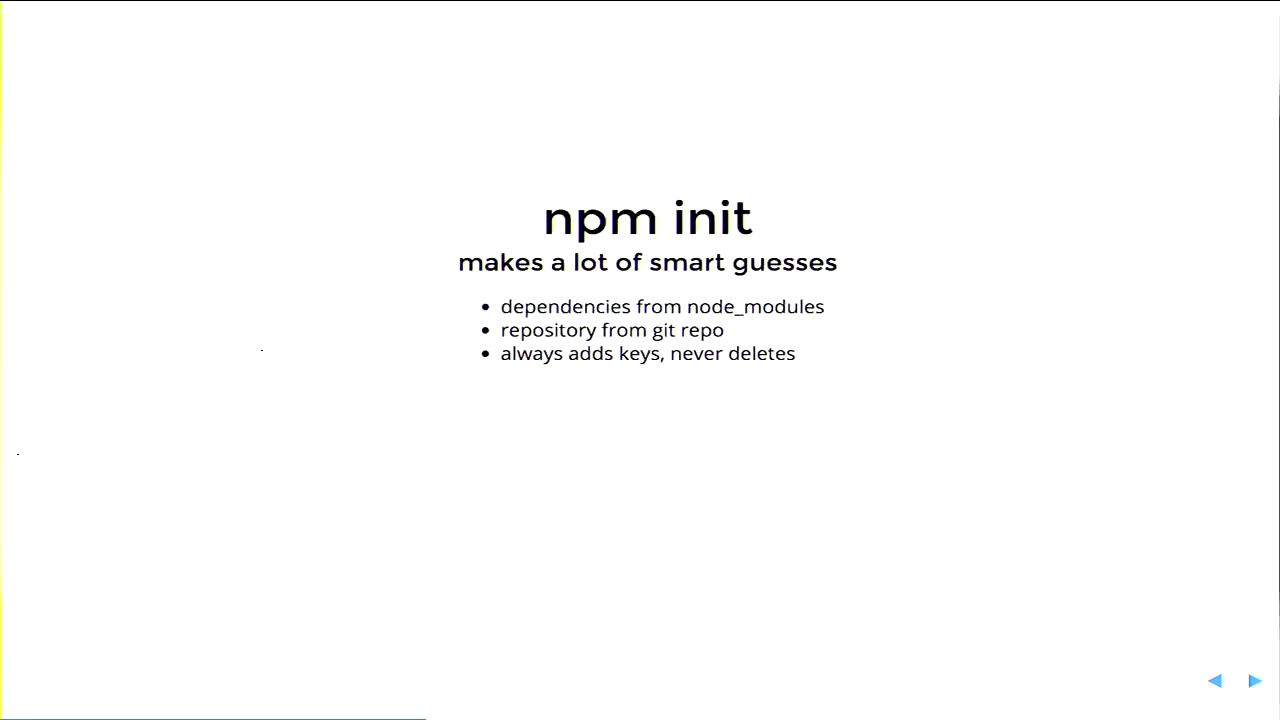 npm init
makes a lot of smart guesses
dependencies from node_modules
repository from git repo
always adds keys, never deletes